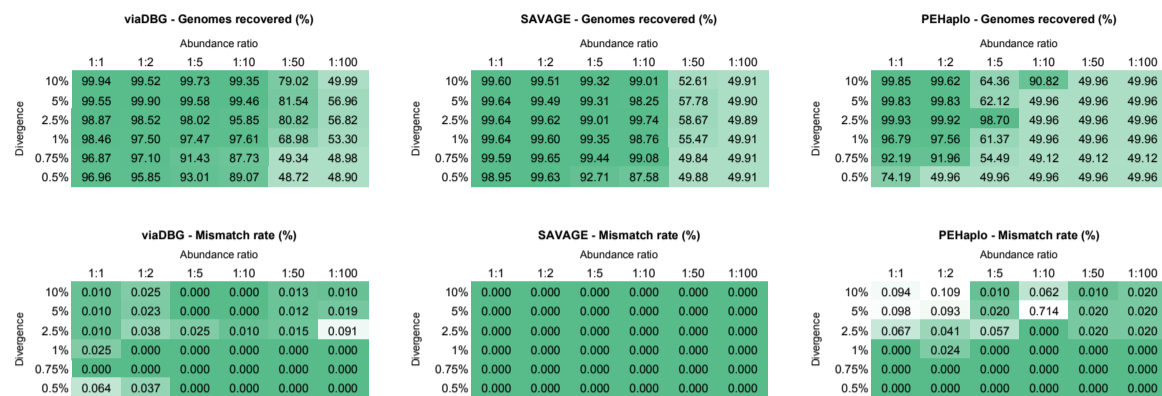 viaDBG - Genomes recovered (%)
Abundance ratio
1:1 1:2 1:5 1:10 1:50 1:100
Divergence
10% 99.94 99.52 99.73 99.35 79.02 49.99
5% 99.55 99.90 99.58 99.46 81.54 56.96
2.5% 98.87 98.52 98.02 95.85 80.82 56.82
1% 98.46 97.50 97.47 97.61 68.98 53.30
0.75% 96.87 97.10 91.43 87.73 49.34 48.98
0.5% 96.96 95.85 93.01 89.07 48.72 48.90
SAVAGE - Genomes recovered (%)
Abundance ratio
1:1 1:2 1:5 1:10 1:50 1:100
Divergence
10% 99.60 99.51 99.32 99.01 52.61 49.91
5% 99.64 99.49 99.31 98.25 57.78 49.90
2.5% 99.64 99.62 99.01 99.74 58.67 49.89
1% 99.64 99.60 99.35 98.76 55.47 49.91
0.75% 99.59 99.65 99.44 99.08 49.84 49.91
0.5% 98.95 99.63 92.71 87.58 49.88 49.91
PEHaplo - Genomes recovered (%)
Abundance ratio
1:1 1:2 1:5 1:10 1:50 1:100
Divergence
10% 99.85 99.62 64.36 90.82 49.96 49.96
5% 99.83 99.83 62.12 49.96 49.96 49.96
2.5% 99.93 99.92 98.70 49.96 49.96 49.96
1% 96.79 97.56 61.37 49.96 49.96 49.96
0.75% 92.19 91.96 54.49 49.12 49.12 49.12
0.5% 74.19 49.96 49.96 49.96 49.96 49.96
viaDBG - Mismatch rate (%)
Abundance ratio
1:1 1:2 1:5 1:10 1:50 1:100
Divergence
10% 0.010 0.025 0.000 0.000 0.013 0.010
5% 0.010 0.023 0.000 0.000 0.012 0.019
2.5% 0.010 0.038 0.025 0.010 0.015 0.091
1% 0.025 0.000 0.000 0.000 0.000 0.000
0.75% 0.000 0.000 0.000 0.000 0.000 0.000
0.5% 0.064 0.037 0.000 0.000 0.000 0.000
SAVAGE - Mismatch rate (%)
Abundance ratio
1:1 1:2 1:5 1:10 1:50 1:100
Divergence
10% 0.000 0.000 0.000 0.000 0.000 0.000
5% 0.000 0.000 0.000 0.000 0.000 0.000
2.5% 0.000 0.000 0.000 0.000 0.000 0.000
1% 0.000 0.000 0.000 0.000 0.000 0.000
0.75% 0.000 0.000 0.000 0.000 0.000 0.000
0.5% 0.000 0.000 0.000 0.000 0.000 0.000
PEHaplo - Mismatch rate (%)
Abundance ratio
1:1 1:2 1:5 1:10 1:50 1:100
Divergence
10% 0.094 0.109 0.010 0.062 0.010 0.020
5% 0.098 0.093 0.020 0.714 0.020 0.020
2.5% 0.067 0.041 0.057 0.000 0.020 0.020
1% 0.000 0.024 0.000 0.000 0.000 0.000
0.75% 0.000 0.000 0.000 0.000 0.000 0.000
0.5% 0.000 0.000 0.000 0.000 0.000 0.000